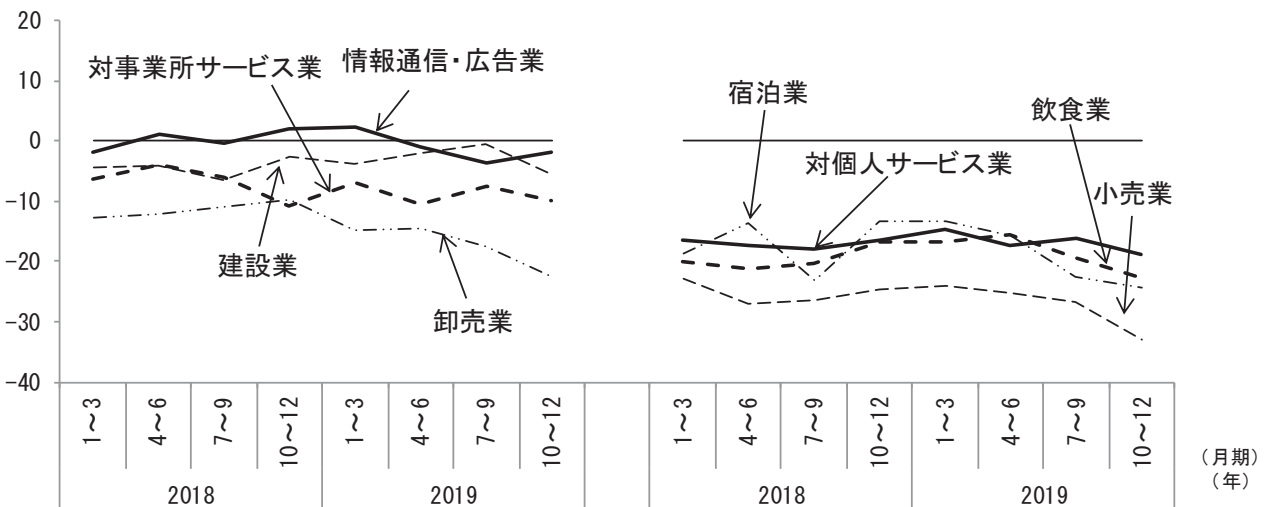 20
10
0
-10
-20
-30
-40
対事業所サービス業
情報通信・広告業
建設業
卸売業
宿泊業
飲食業
対個人サービス業
小売業
1～3 4～6 7～9 10～12 1～3 4～6 7～9 10～12 1～3 4～6 7～9 10～12 1～3 4～6 7～9 10～12
(月期)
2018 2019 2018 2019
(年)